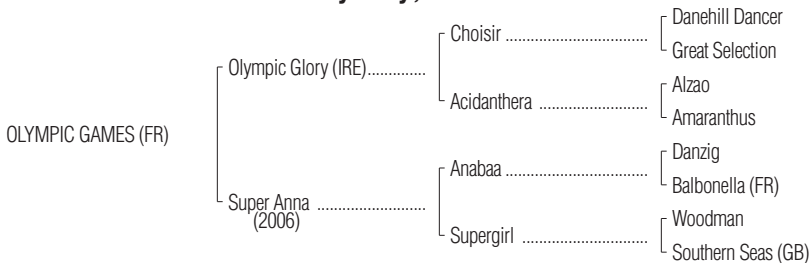 Danehill Dancer
Choisir
Great Selection
Olympic Glory (IRE)
Alzao
Acidanthera
Amaranthus
OLYMPIC GAMES (FR)
Danzig
Anabaa
Balbonella (FR)
Super Anna
(2006)
Woodman
Supergirl
Southern Seas (GB)